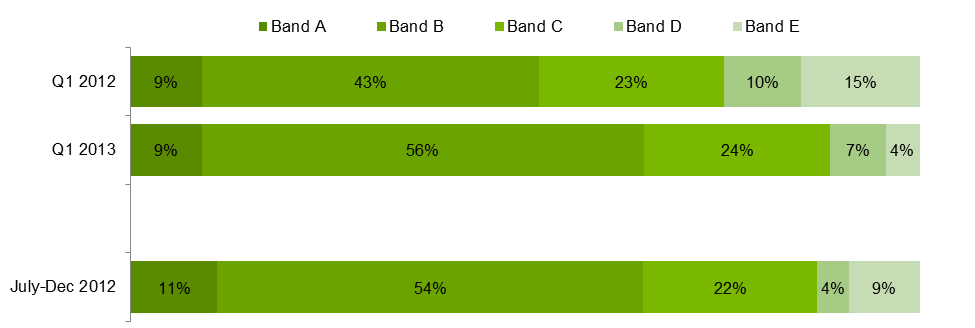 Band A Band B Band C Band D Band E
Q1 2012 9% 43% 23% 10% 15%
Q1 2013 9% 56% 24% 7% 4%
July-Dec 2012 11% 54% 22% 4% 9%